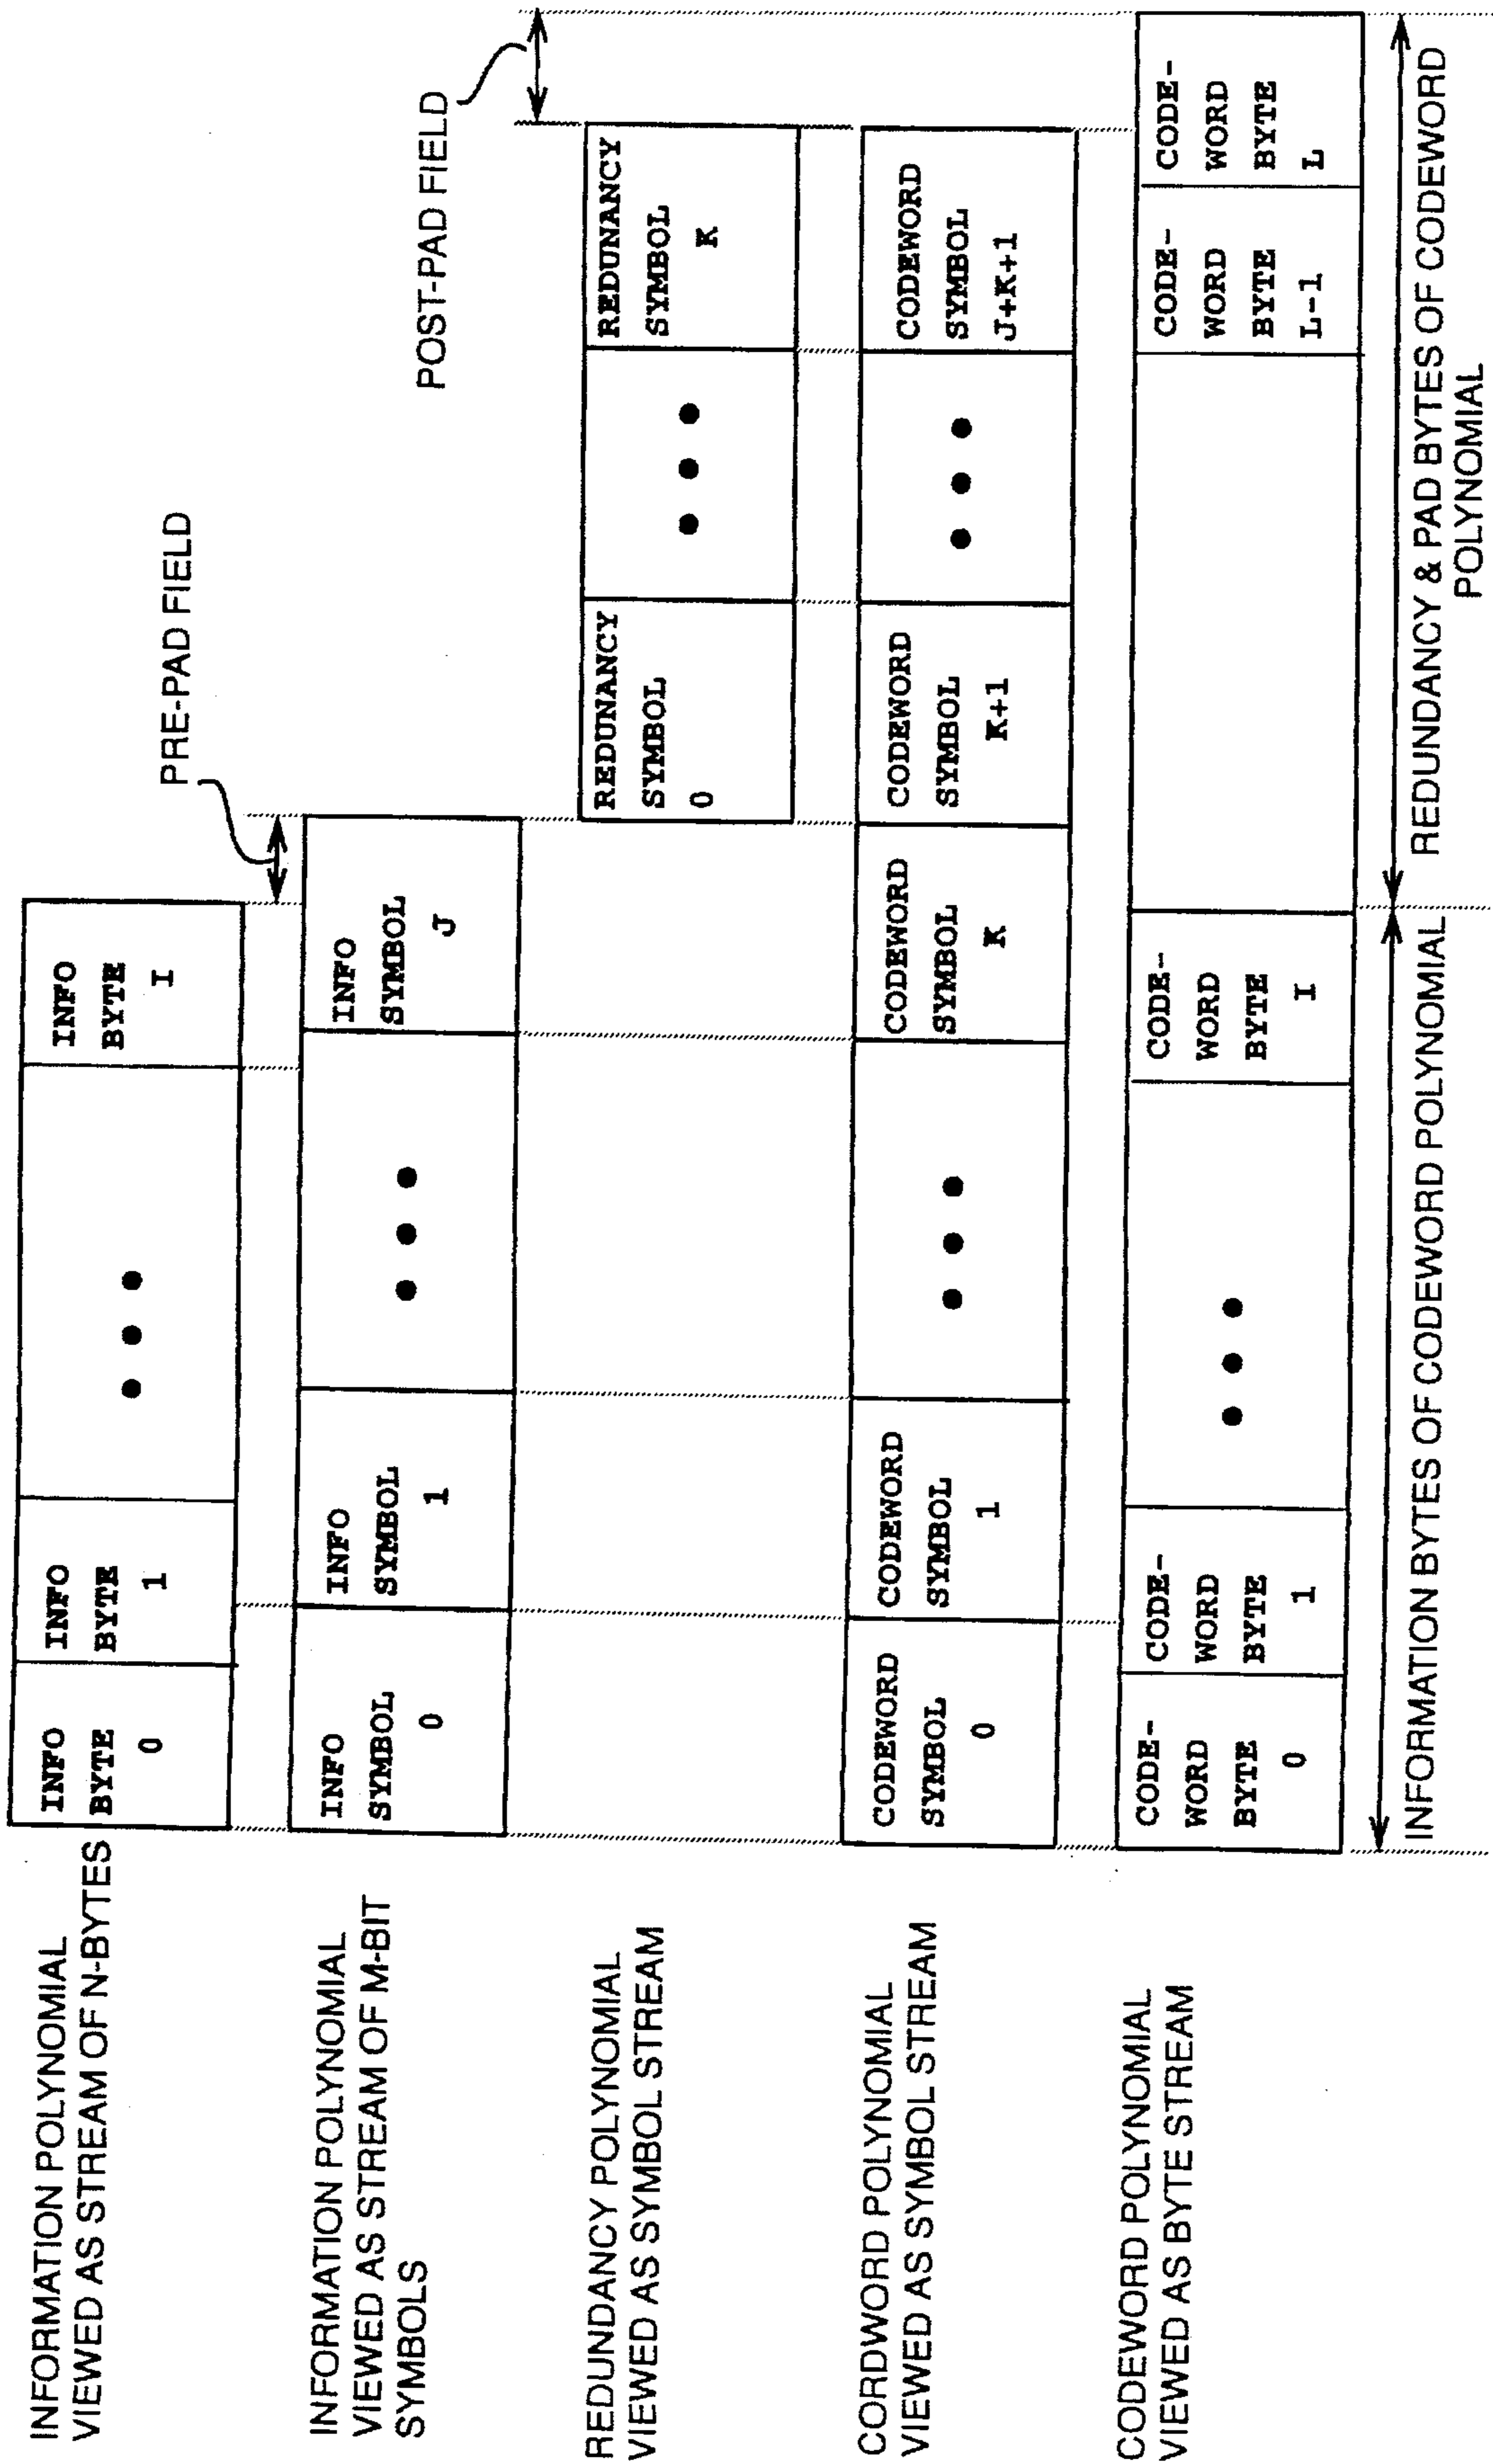 INFORMATION POLYNOMIAL
VIEWED AS STREAM OF N-BYTES
INFO
BYTE
0
INFO
BYTE
1
INFO
BYTE
I
PRE-PAD FIELD
INFORMATION POLYNOMIAL
VIEWED AS STREAM OF M-BIT
SYMBOLS
INFO
SYMBOL
0
INFO
SYMBOL
1
INFO
SYMBOL
J
POST-PAD FIELD
REDUNDANCY POLYNOMIAL
VIEWED AS SYMBOL STREAM
REDUNANCY
SYMBOL
0
REDUNANCY
SYMBOL
K
CORDWORD POLYNOMIAL
VIEWED AS SYMBOL STREAM
CODEWORD
SYMBOL
0
CODEWORD
SYMBOL
1
CODEWORD
SYMBOL
K
CODEWORD
SYMBOL
K+1
CODEWORD
SYMBOL
J+K+1
CODEWORD POLYNOMIAL
VIEWED AS BYTE STREAM
CODE-
WORD
BYTE
0
CODE-
WORD
BYTE
1
CODE-
WORD
BYTE
I
CODE-
WORD
BYTE
L-1
CODE-
WORD
BYTE
L
INFORMATION BYTES OF CODEWORD POLYNOMIAL
REDUNDANCY & PAD BYTES OF CODEWORD
POLYNOMIAL